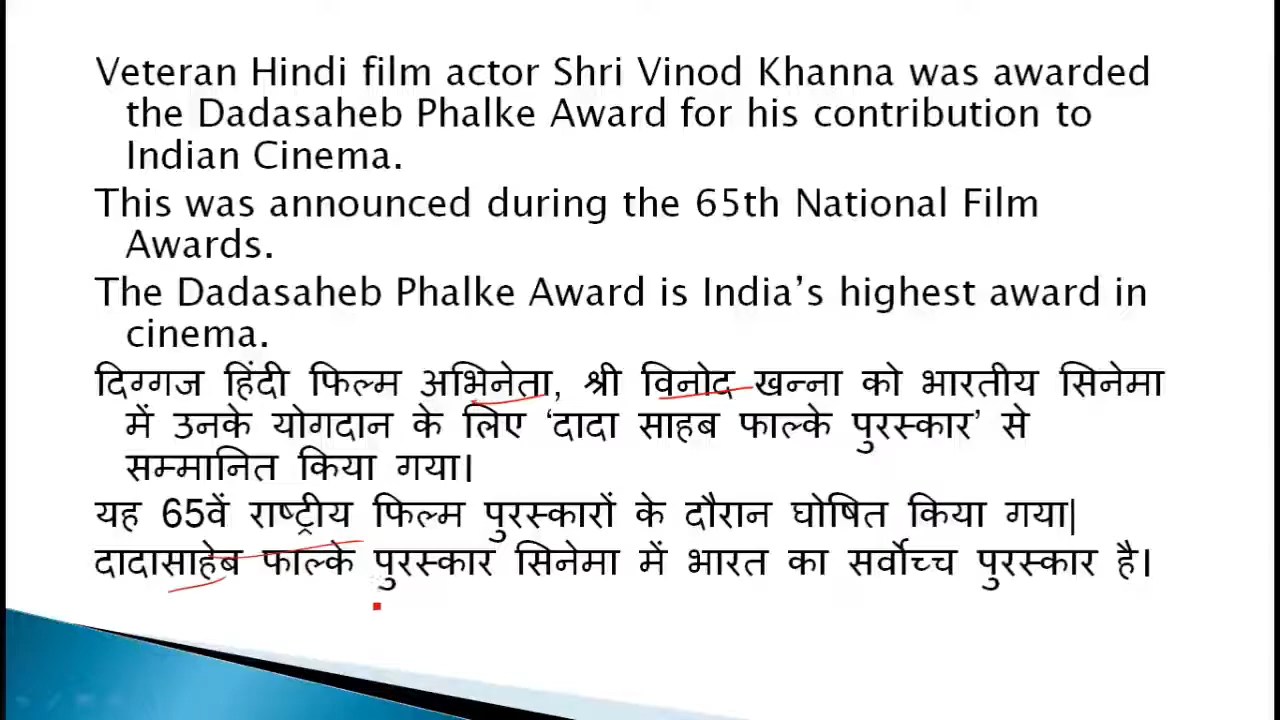 Veteran Hindi film actor Shri Vinod Khanna was awarded
the Dadasaheb Phalke Award for his contribution to
Indian Cinema.
This was announced during the 65th National Film
Awards.
The Dadasaheb Phalke Award is India’s highest award in
cinema.
दिग्गज हिंदी फिल्म अभिनेता, श्री विनोद खन्ना को भारतीय सिनेमा
में उनके योगदान के लिए ‘दादा साहब फाल्के पुरस्कार’ से
सम्मानित किया गया।
यह 65वें राष्ट्रीय फिल्म पुरस्कारों के दौरान घोषित किया गया|
दादासाहेब फाल्के पुरस्कार सिनेमा में भारत का सर्वोच्च पुरस्कार है।